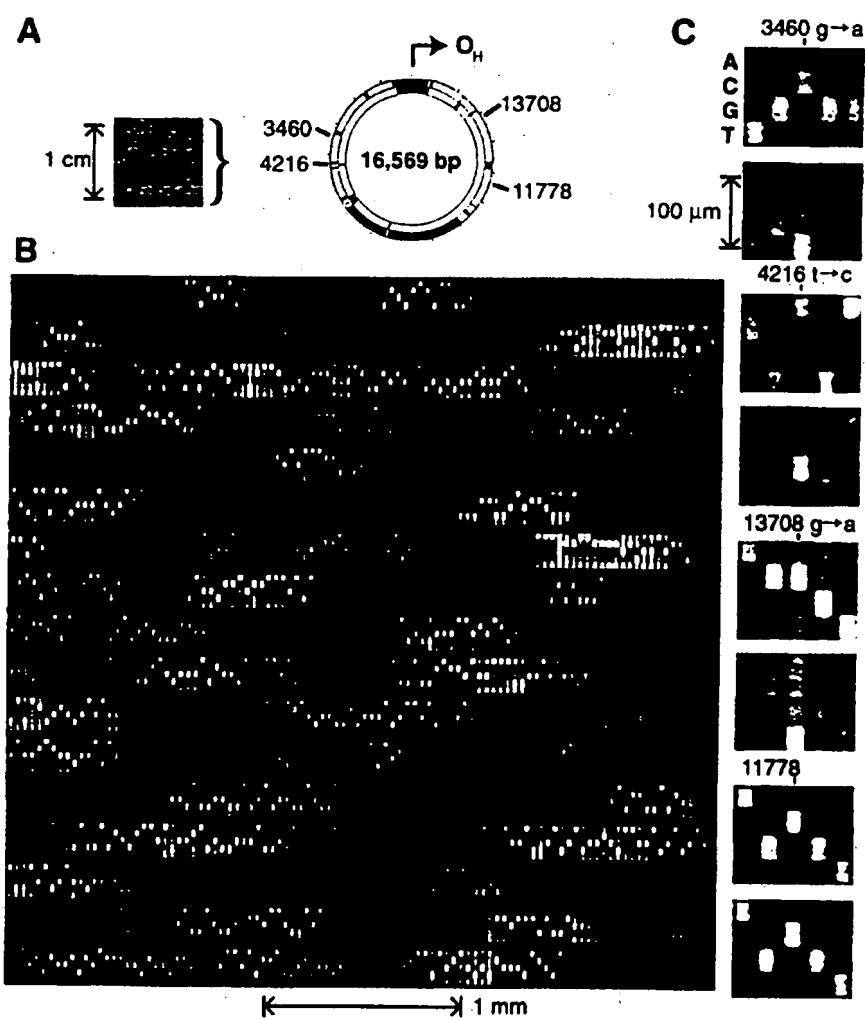 A
O_H
13708
3460
4216
16,569 bp
11778
1 cm
B
1 mm
C
3460 g→a
A
C
G
T
100 µm
4216 t→c
13708 g→a
11778